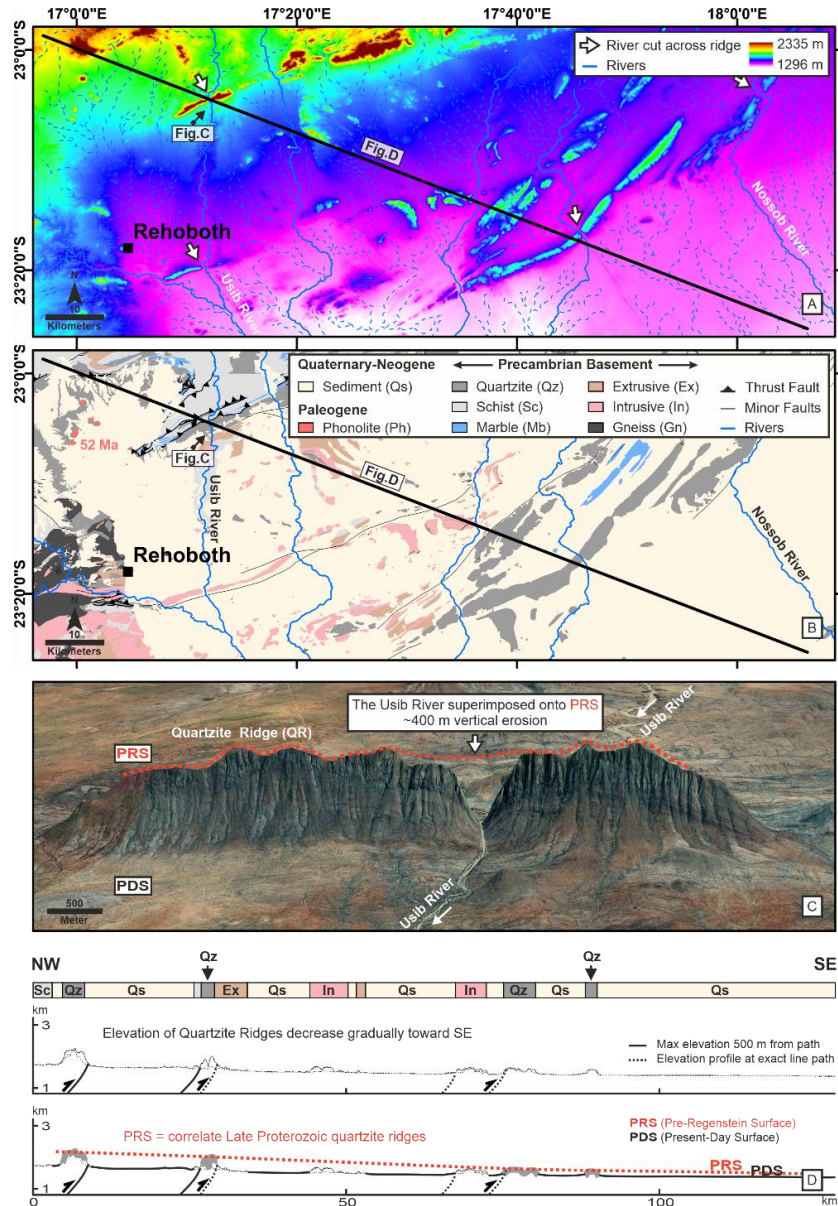 17°0'0"E 17°20'0"E 17°40'0"E 18°0'0"E
23°0'0"S
23°20'0"S
River cut across ridge
Rivers
2335 m
1296 m
Fig.C
Fig.D
Rehoboth
Usib River
Nossob River
N
10
Kilometers
A
23°0'0"S
23°20'0"S
Quaternary-Neogene
Precambrian Basement
Sediment (Qs)
Quartzite (Qz)
Extrusive (Ex)
Thrust Fault
Paleogene
Schist (Sc)
Intrusive (In)
Minor Faults
Phonolite (Ph)
Marble (Mb)
Gneiss (Gn)
Rivers
52 Ma
Fig.C
Fig.D
Usib River
Rehoboth
Nossob River
N
10
Kilometers
B
The Usib River superimposed onto PRS
~400 m vertical erosion
Usib River
Quartzite Ridge (QR)
PRS
PDS
500
Meter
Usib River
C
NW Qz Qz SE
Sc Qz Qs Ex Qs In Qs In Qz Qs Qs
km
3
Elevation of Quartzite Ridges decrease gradually toward SE
Max elevation 500 m from path
Elevation profile at exact line path
1
km
3
PRS = correlate Late Proterozoic quartzite ridges
PRS (Pre-Regenstein Surface)
PDS (Present-Day Surface)
PRS
PDS
D
1
0 50 100 km